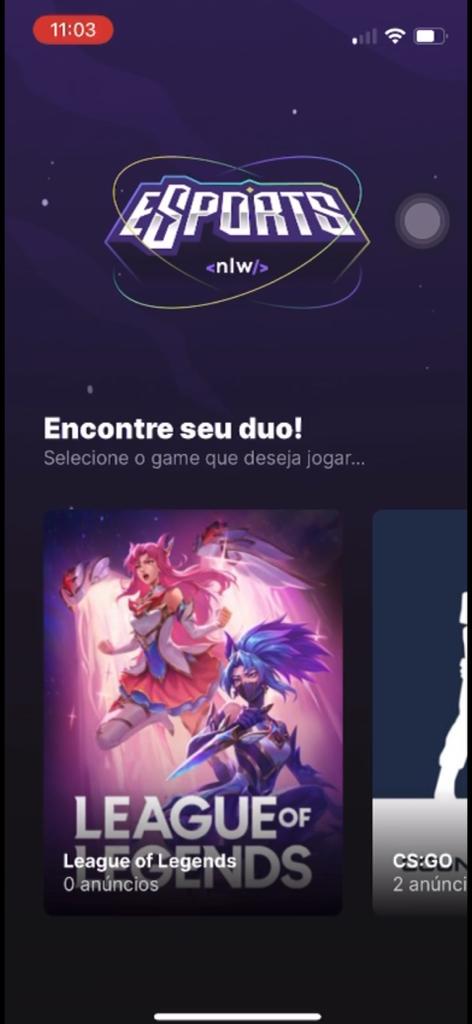 11:03
eSPORTS
<nlw/>
Encontre seu duo!
Selecione o game que deseja jogar...
LEAGUE OF
LEGENDS
League of Legends
0 anúncios
CS:GO
2 anúnci